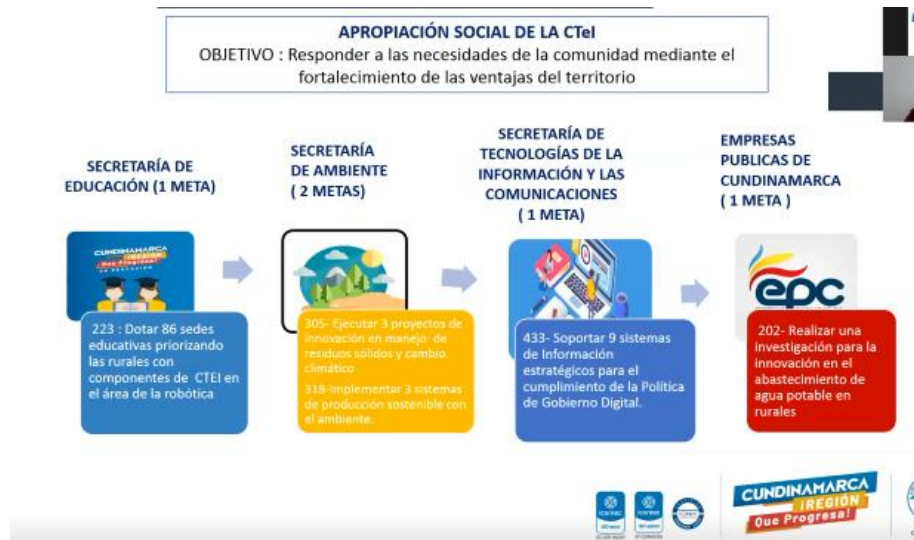 APROPIACIÓN SOCIAL DE LA CTeI
OBJETIVO : Responder a las necesidades de la comunidad mediante el
fortalecimiento de las ventajas del territorio
SECRETARÍA DE
EDUCACIÓN (1 META)
SECRETARÍA
DE AMBIENTE
( 2 METAS)
SECRETARÍA DE
TECNOLOGÍAS DE LA
INFORMACIÓN Y LAS
COMUNICACIONES
( 1 META)
EMPRESAS
PUBLICAS DE
CUNDINAMARCA
( 1 META )
CUNDINAMARCA
¡REGIÓN
Que Progresa!
EN EDUCACIÓN
223 : Dotar 86 sedes
educativas priorizando
las rurales con
componentes de CTEI en
el área de la robótica
305- Ejecutar 3 proyectos de
innovación en manejo de
residuos sólidos y cambio
climático
318-Implementar 3 sistemas
de producción sostenible con
el ambiente.
433- Soportar 9 sistemas
de Información
estratégicos para el
cumplimiento de la Política
de Gobierno Digital.
epc
202- Realizar una
investigación para la
innovación en el
abastecimiento de
agua potable en
rurales
icontec
icontec
CUNDINAMARCA
¡REGIÓN
Que Progresa!